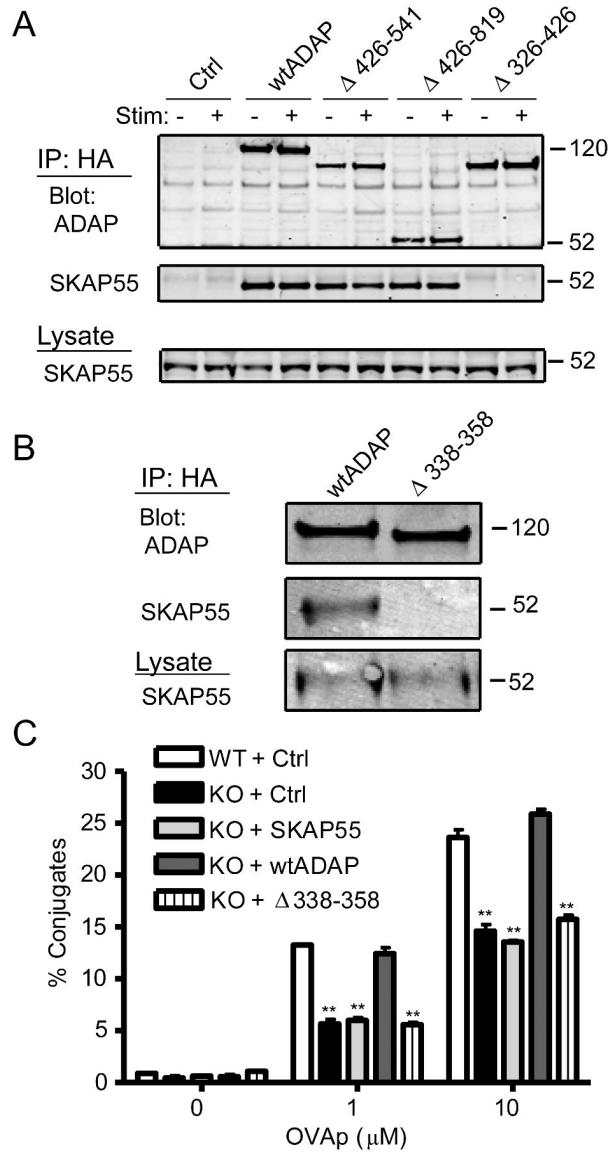 A
Ctrl wtADAP Δ 426-541 Δ 426-819 Δ 326-426
Stim: - + - + - + - + - +
IP: HA
Blot:
ADAP
120
52
SKAP55
52
Lysate
SKAP55
52
B
wtADAP Δ 338-358
IP: HA
Blot:
ADAP
120
SKAP55
52
Lysate
SKAP55
52
C
WT + Ctrl
KO + Ctrl
KO + SKAP55
KO + wtADAP
KO + Δ338-358
% Conjugates
30
25
20
15
10
5
0
** ** **
** ** **
0 1 10
OVAp (μM)